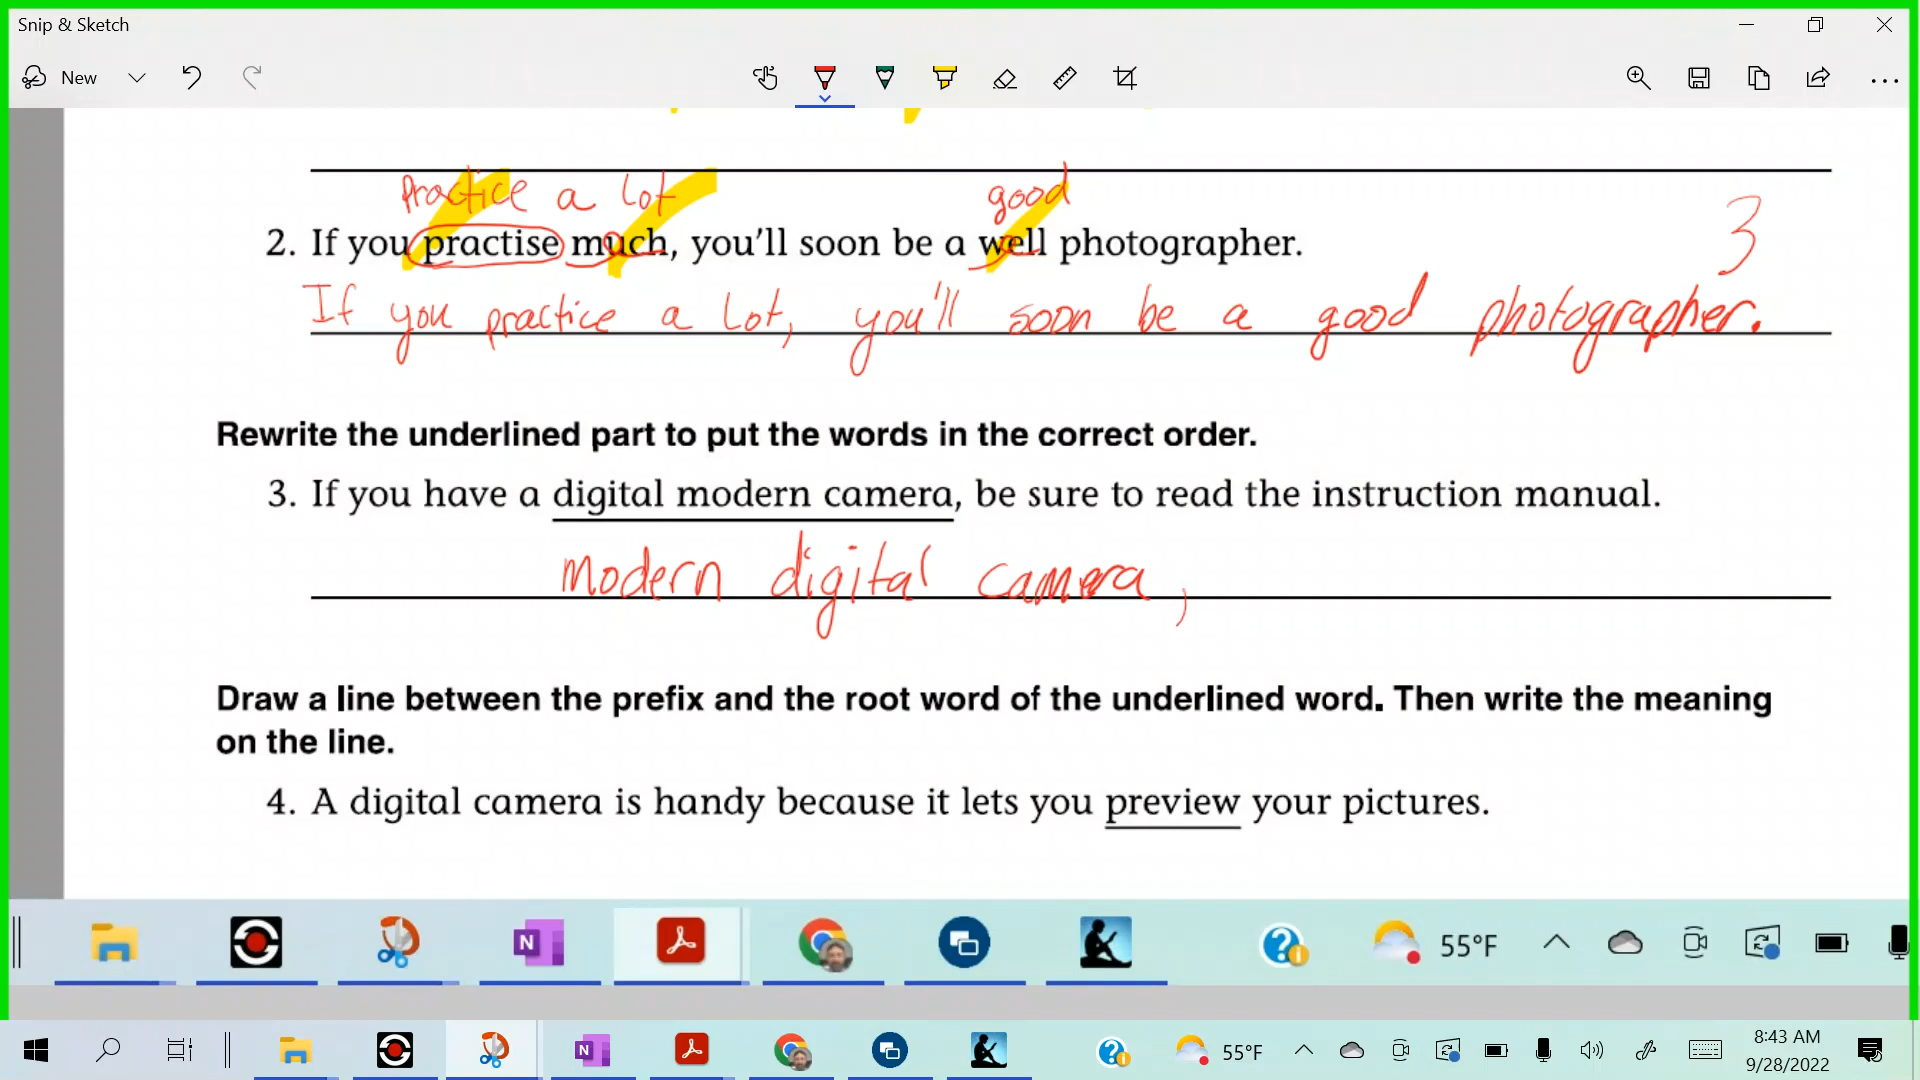 Snip & Sketch
New
Practice a lot good
2. If you practise much, you'll soon be a well photographer.
3
If you practice a lot, you'll soon be a good photographer.
Rewrite the underlined part to put the words in the correct order.
3. If you have a digital modern camera, be sure to read the instruction manual.
modern digital camera,
Draw a line between the prefix and the root word of the underlined word. Then write the meaning
on the line.
4. A digital camera is handy because it lets you preview your pictures.
N
55°F
N
55°F
8:43 AM
9/28/2022